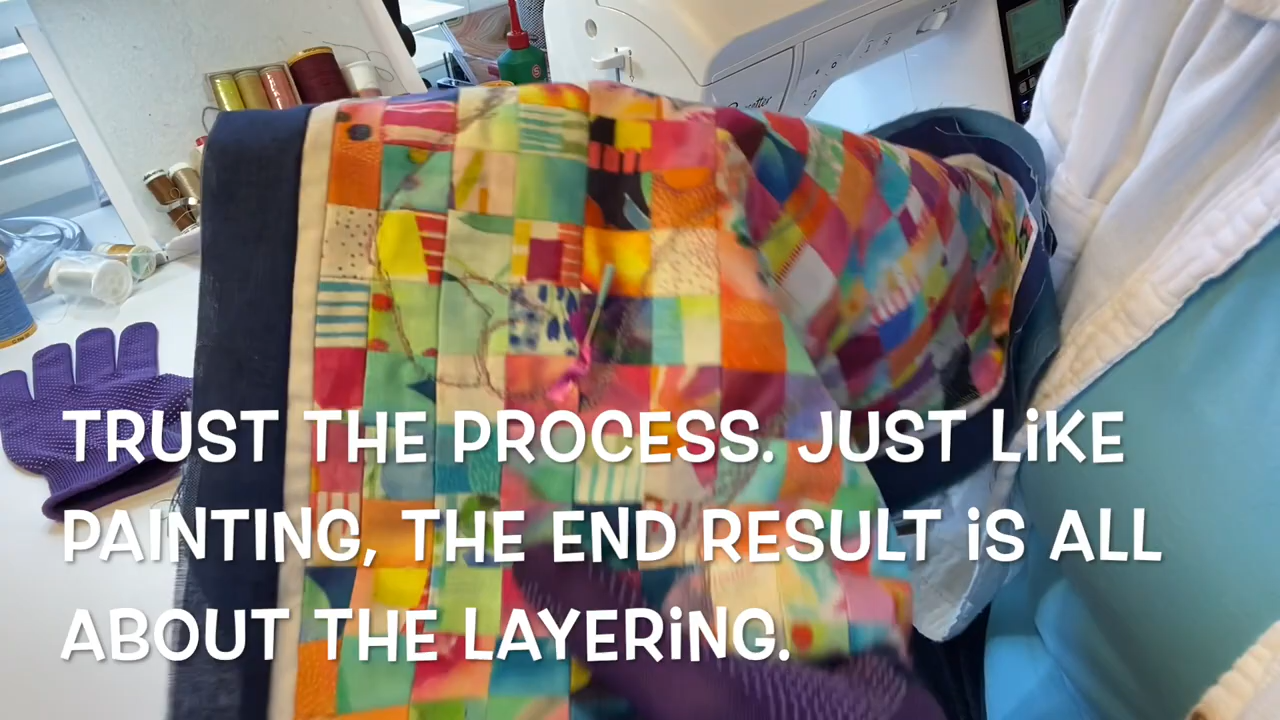 TRUST THE PROCESS. JUST LiKE
PAiNTiNG, THE END RESULT iS ALL
ABOUT THE LAYERiNG.